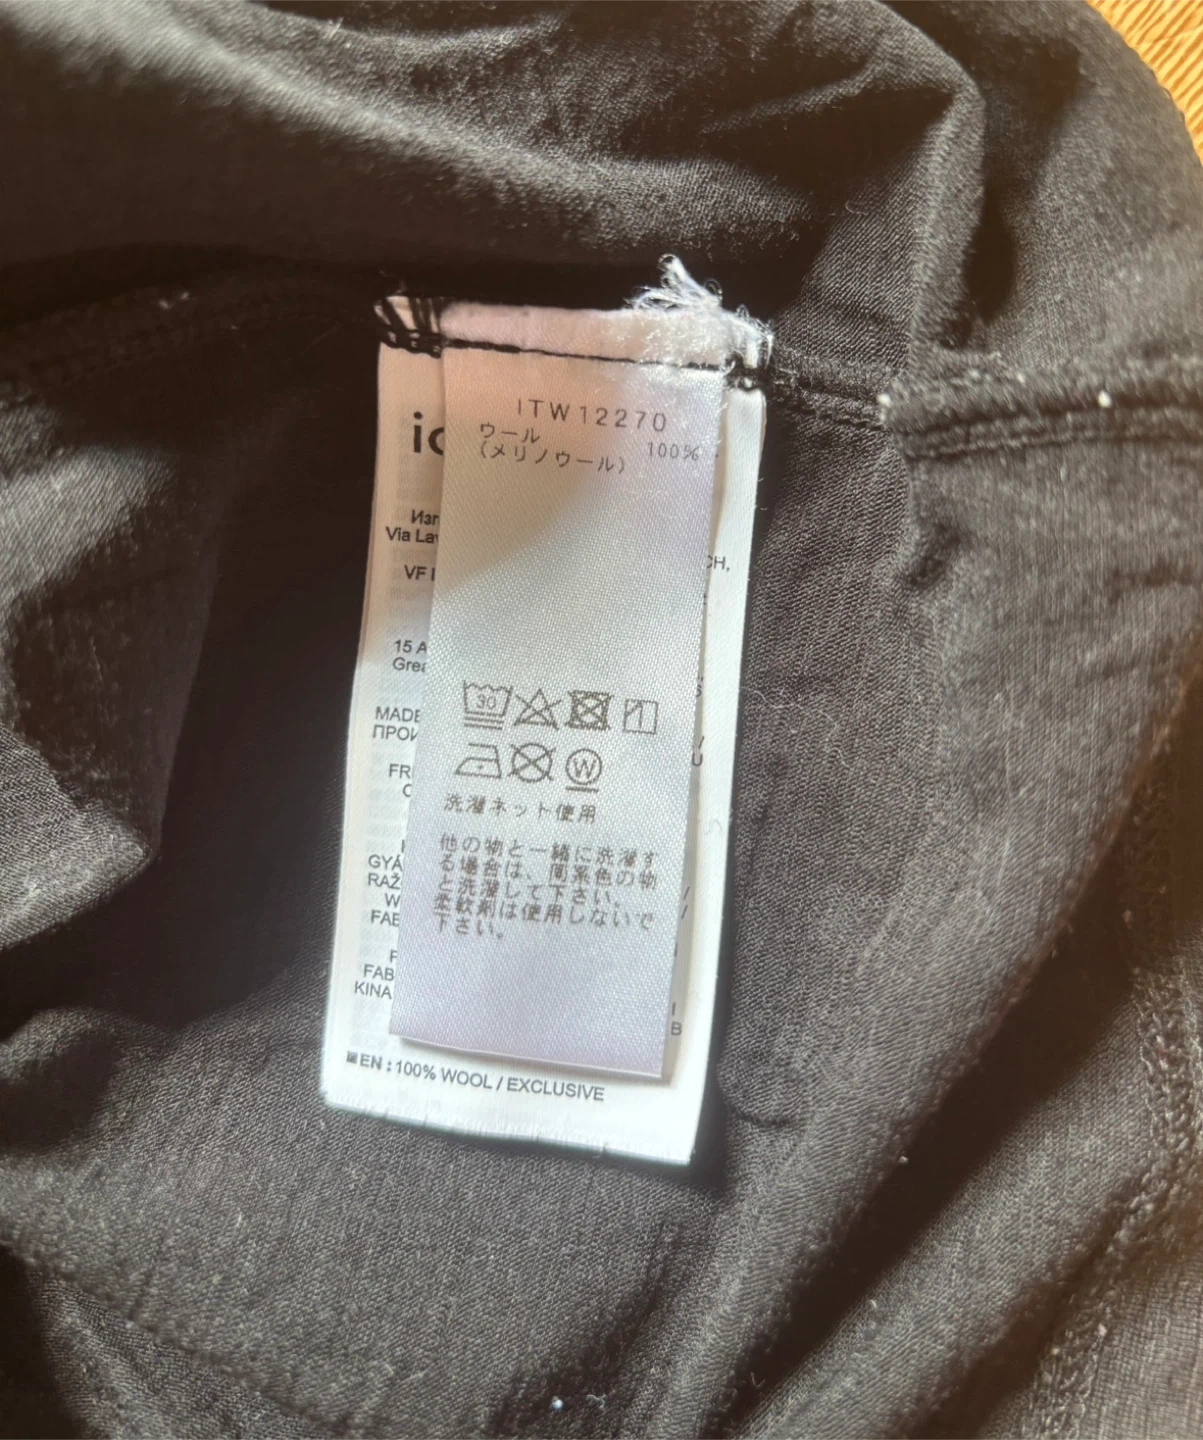 ITW12270
ウール
(メリノウール) 100%
30
W
洗濯ネット使用
他の物と一緒に洗濯す
る場合は、同系色の物
と洗濯して下さい。
柔軟剤は使用しないで
下さい。
ic
Изг
Via Lav
CH,
VF I
15 A
Grea
MADE
ПРОИ
FR
GYÁ
RAŽ
W
FAB
FAB
KINA
B
EN : 100% WOOL / EXCLUSIVE